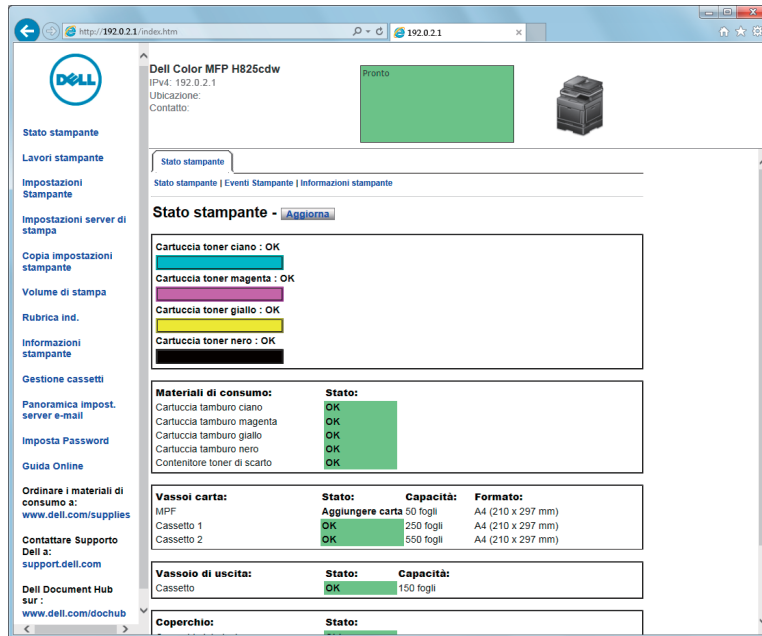 http://192.0.2.1/index.htm
192.0.2.1
DELL
Stato stampante
Lavori stampante
Impostazioni
Stampante
Impostazioni server di
stampa
Copia impostazioni
stampante
Volume di stampa
Rubrica ind.
Informazioni
stampante
Gestione cassetti
Panoramica impost.
server e-mail
Imposta Password
Guida Online
Ordinare i materiali di
consumo a:
www.dell.com/supplies
Contattare Supporto
Dell a:
support.dell.com
Dell Document Hub
sur :
www.dell.com/dochub
Dell Color MFP H825cdw
IPv4: 192.0.2.1
Ubicazione:
Contatto:
Pronto
Stato stampante
Stato stampante | Eventi Stampante | Informazioni stampante
Stato stampante - Aggiorna
Cartuccia toner ciano : OK
Cartuccia toner magenta : OK
Cartuccia toner giallo : OK
Cartuccia toner nero : OK
Materiali di consumo: Stato:
Cartuccia tamburo ciano OK
Cartuccia tamburo magenta OK
Cartuccia tamburo giallo OK
Cartuccia tamburo nero OK
Contenitore toner di scarto OK
Vassoi carta: Stato: Capacità: Formato:
MPF Aggiungere carta 50 fogli A4 (210 x 297 mm)
Cassetto 1 OK 250 fogli A4 (210 x 297 mm)
Cassetto 2 OK 550 fogli A4 (210 x 297 mm)
Vassoio di uscita: Stato: Capacità:
Cassetto OK 150 fogli
Coperchio: Stato: